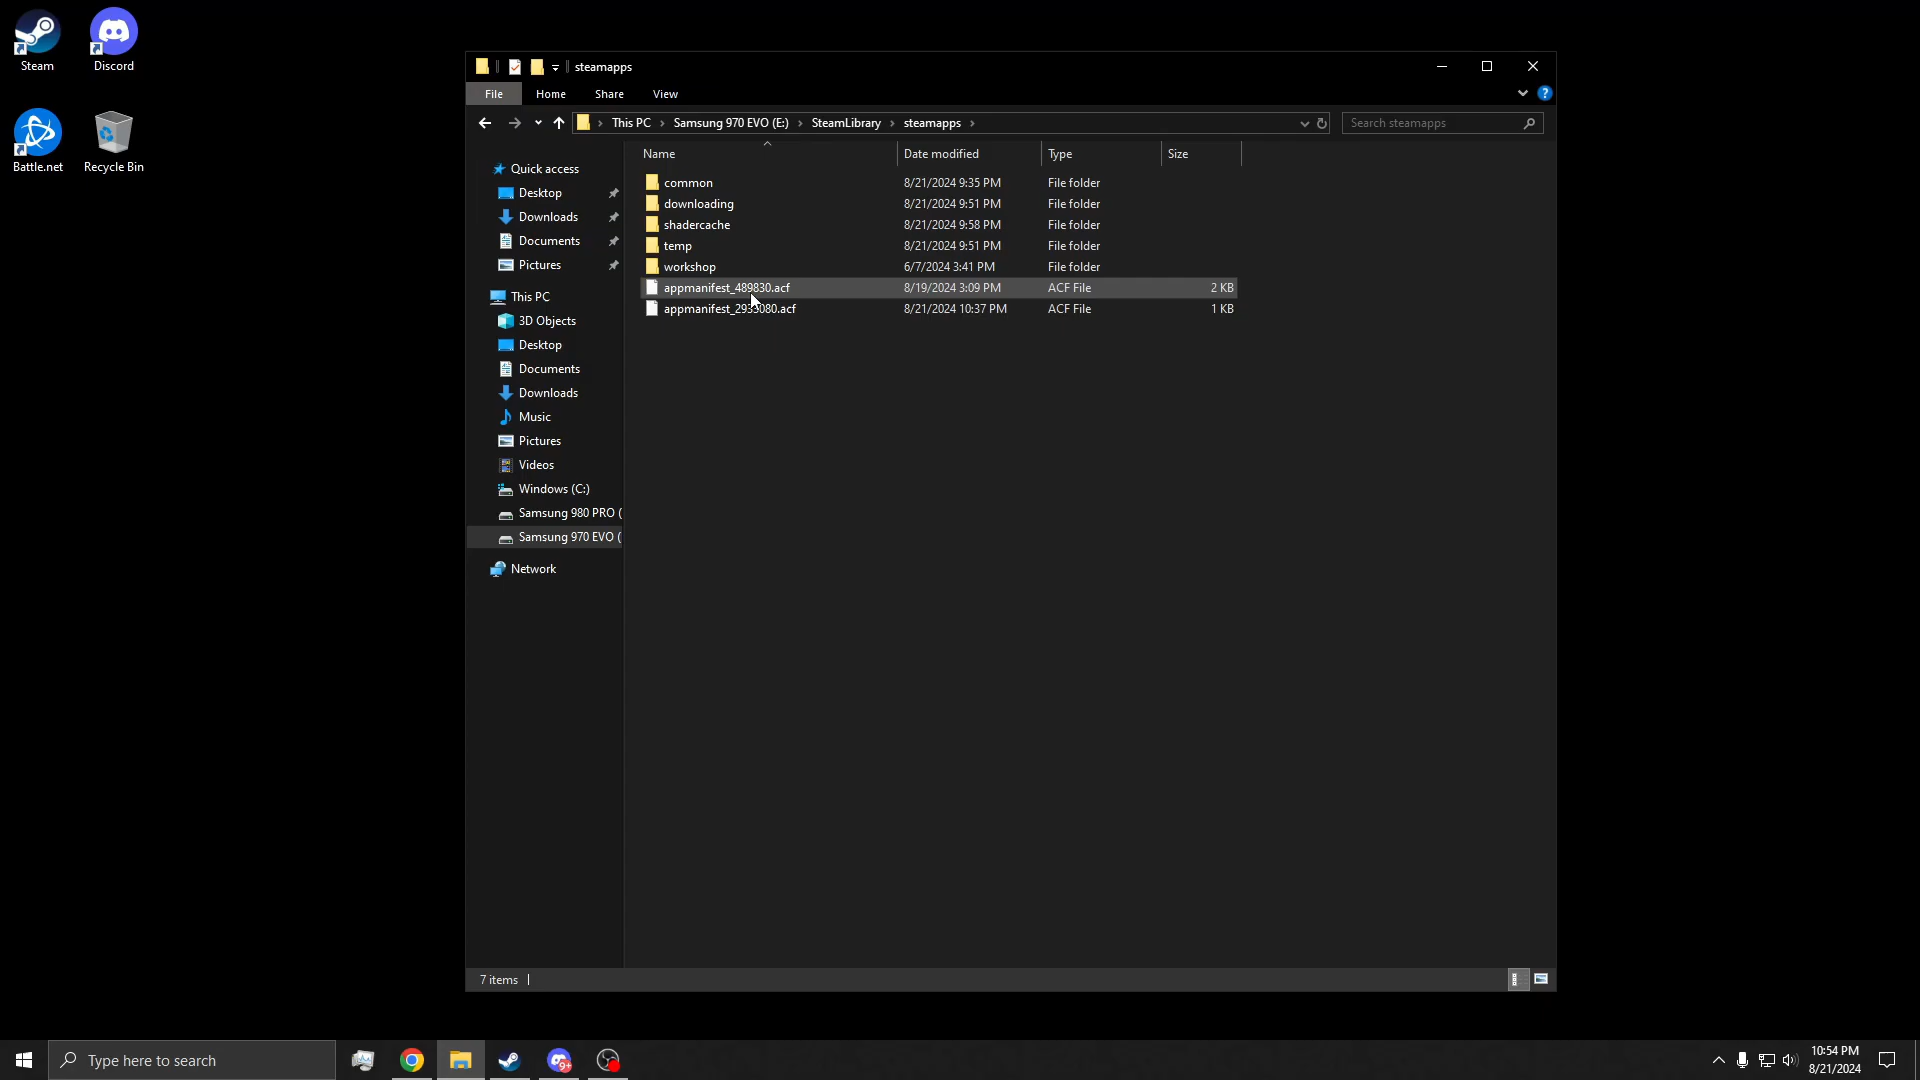 Steam
Discord
Battle.net
Recycle Bin
steamapps
File
Home
Share
View
This PC
Samsung 970 EVO (E:)
SteamLibrary
steamapps
Search steamapps
Name
Date modified
Type
Size
Quick access
Desktop
Downloads
Documents
Pictures
This PC
3D Objects
Desktop
Documents
Downloads
Music
Pictures
Videos
Windows (C:)
Samsung 980 PRO (
Samsung 970 EVO (
Network
common 8/21/2024 9:35 PM File folder
downloading 8/21/2024 9:51 PM File folder
shadercache 8/21/2024 9:58 PM File folder
temp 8/21/2024 9:51 PM File folder
workshop 6/7/2024 3:41 PM File folder
appmanifest_489830.acf 8/19/2024 3:09 PM ACF File 2 KB
8/21/2024 10:37 PM ACF File 1 KB
7 items
Type here to search
9+
10:54 PM
8/21/2024